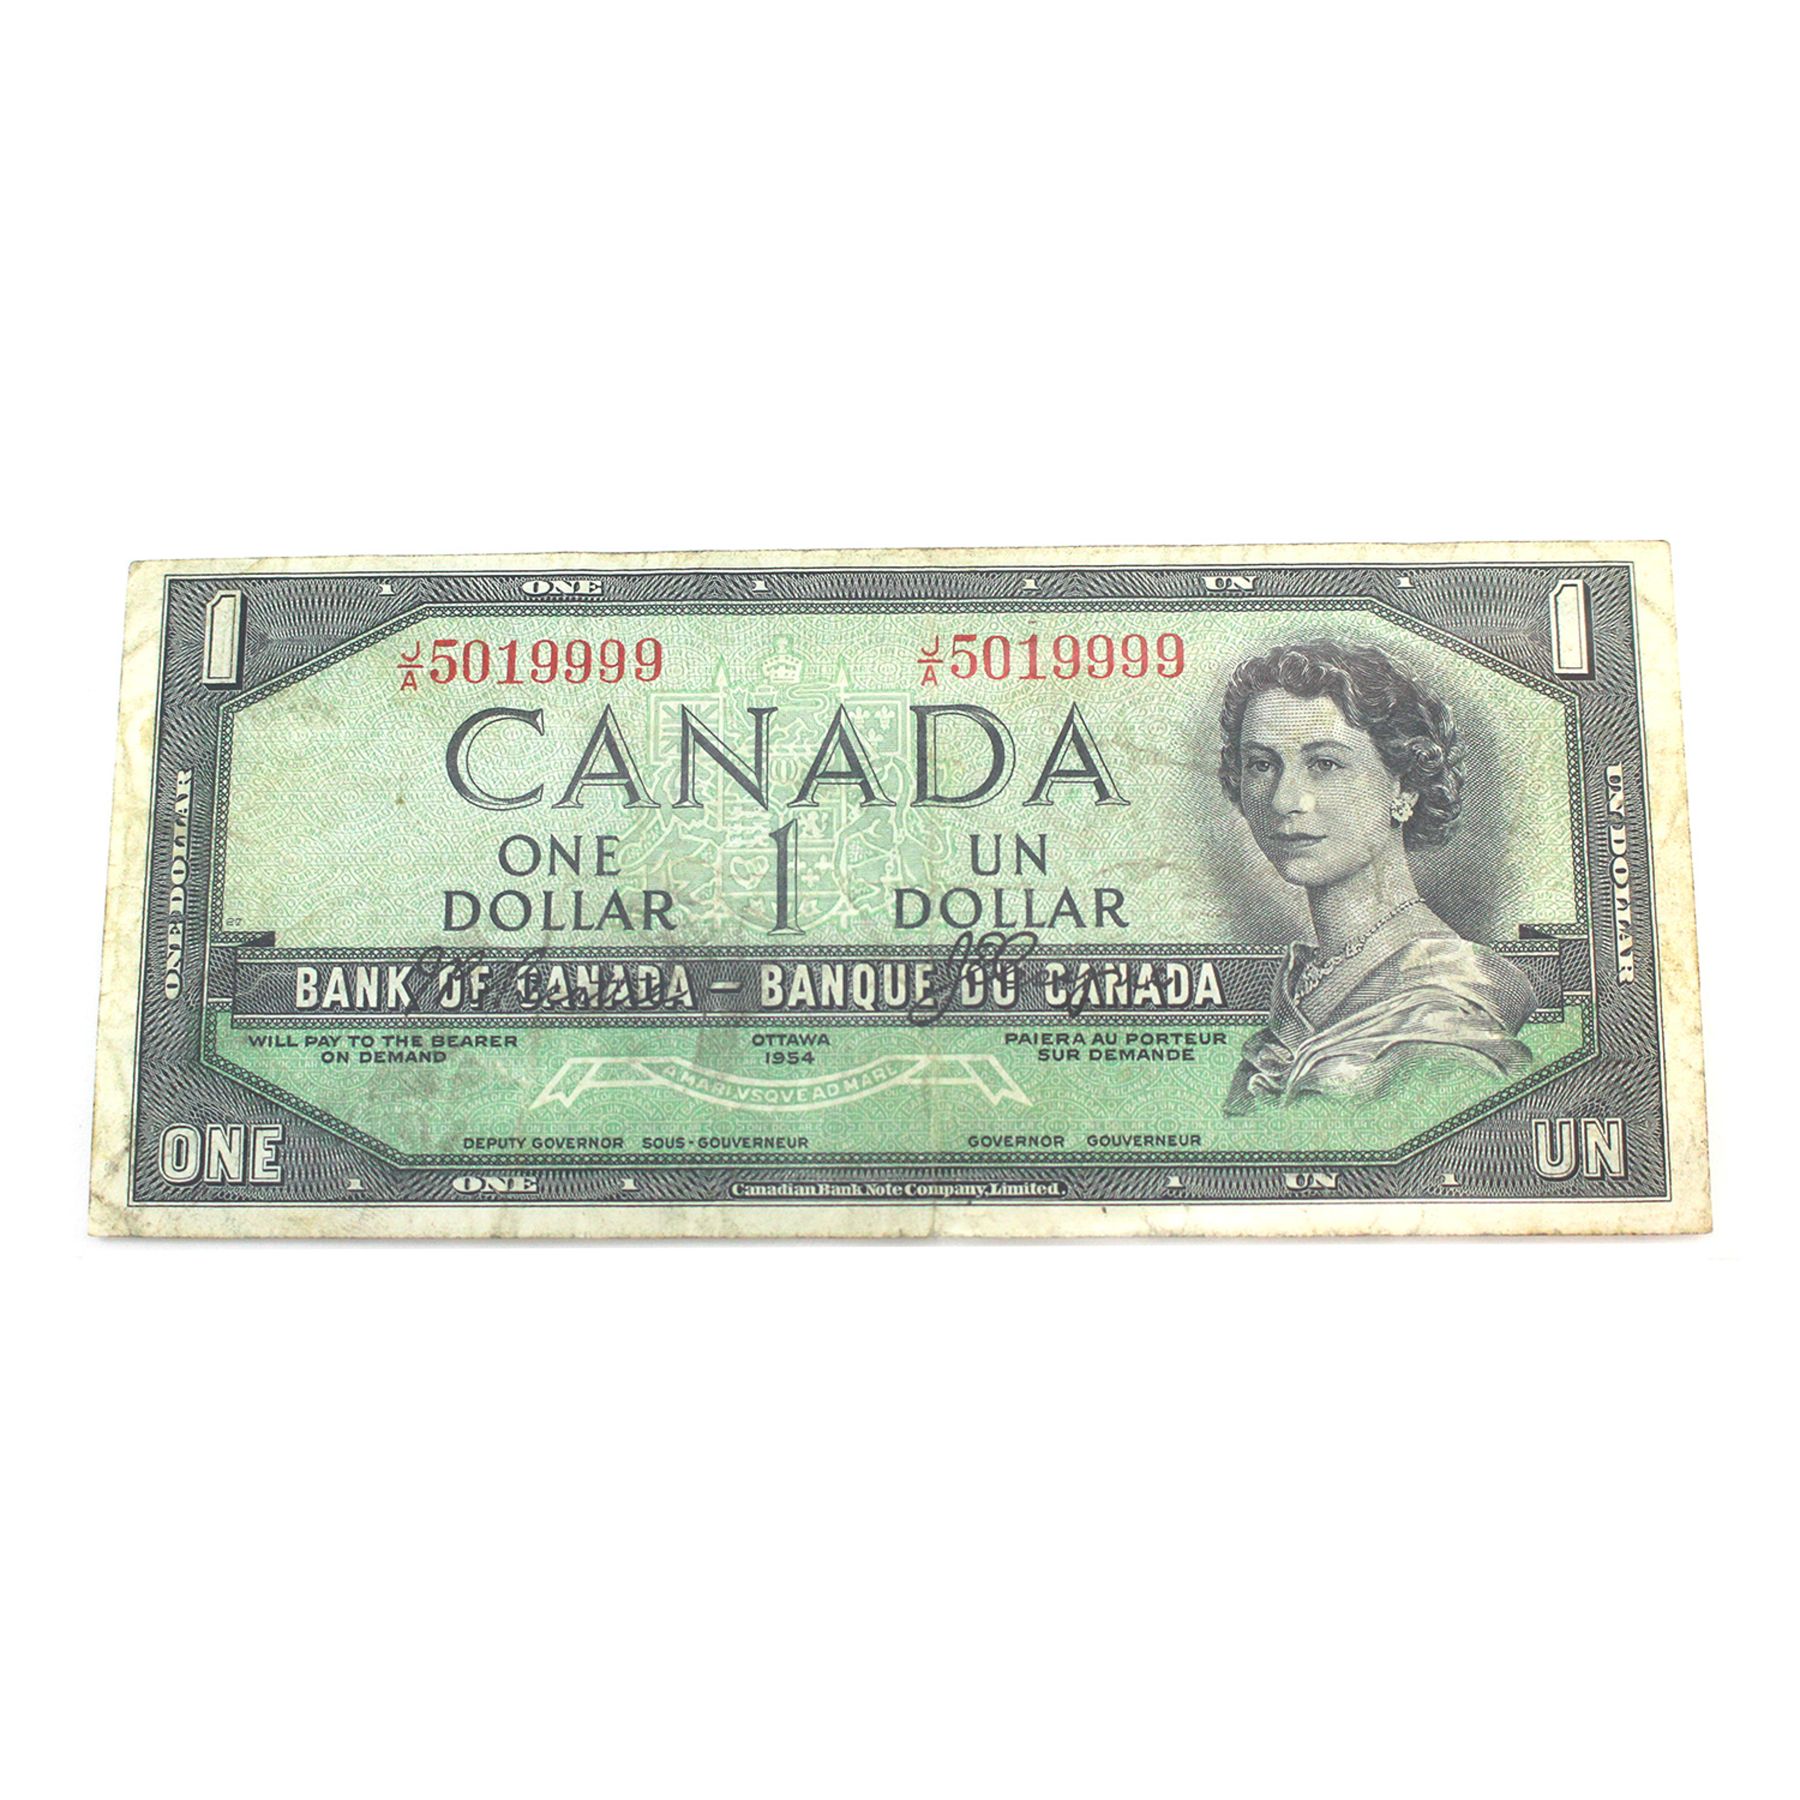 1 ONE 1 1 UN 1
1 1
J/A 5019999 J/A 5019999
CANADA
ONE DOLLAR 1 UN DOLLAR
ONE DOLLAR
UN DOLLAR
27
BANK OF CANADA – BANQUE DU CANADA
WILL PAY TO THE BEARER
ON DEMAND
OTTAWA
1954
PAIERA AU PORTEUR
SUR DEMANDE
A MARI VSQVE AD MARE
DEPUTY GOVERNOR SOUS-GOUVERNEUR
GOVERNOR GOUVERNEUR
ONE UN
1 ONE 1 Canadian Bank Note Company, Limited. 1 UN 1